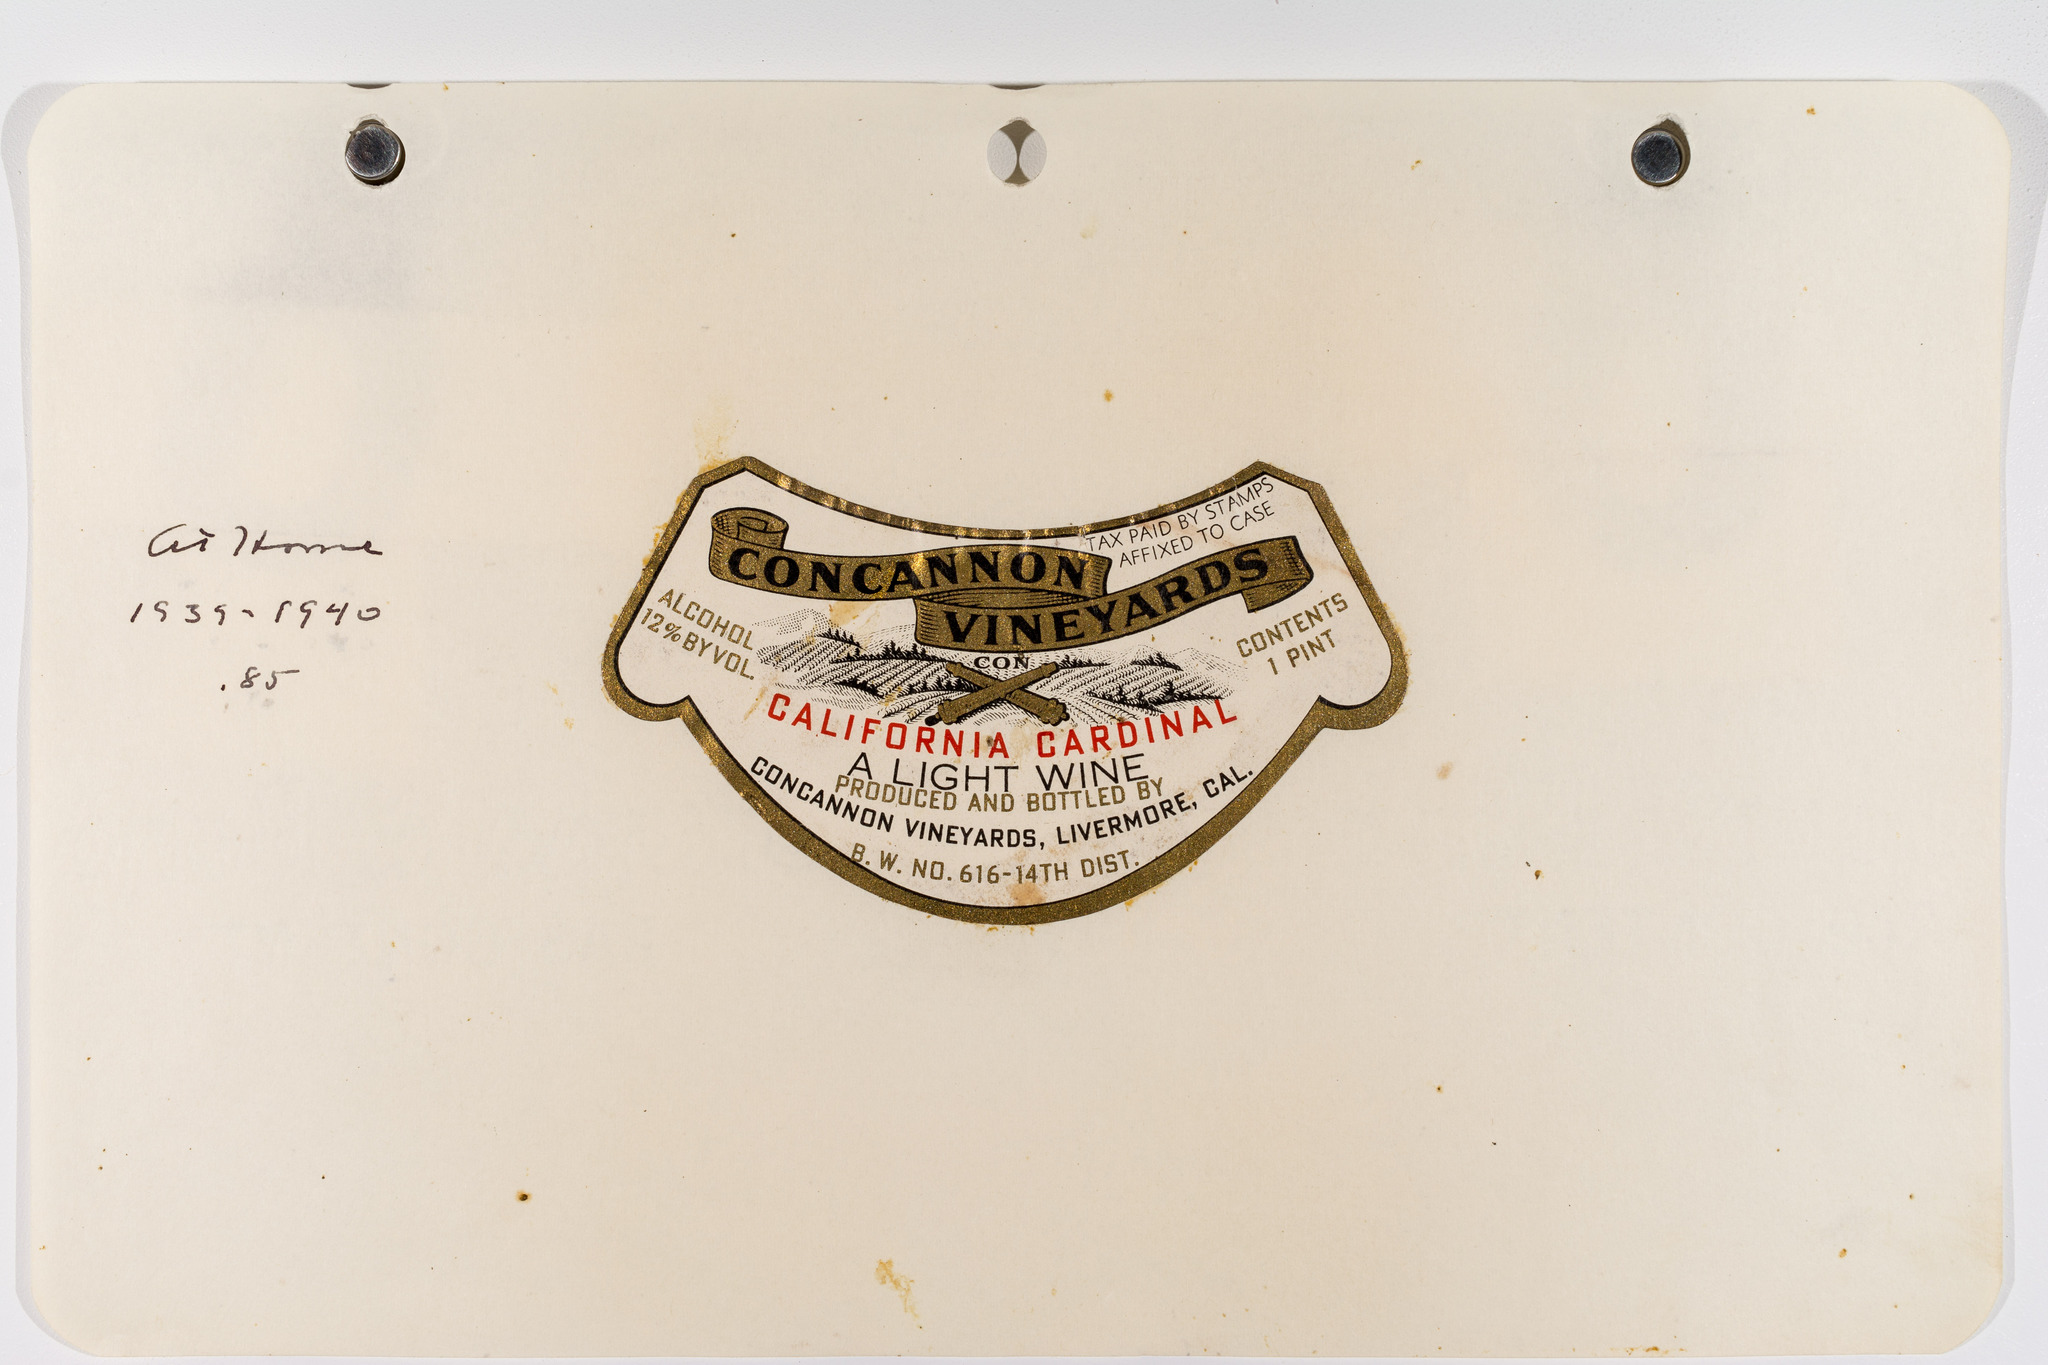 At Home
1939-1940
.85
TAX PAID BY STAMPS
AFFIXED TO CASE
CONCANNON
VINEYARDS
ALCOHOL
12% BY VOL.
CONTENTS
1 PINT
CON
CALIFORNIA CARDINAL
A LIGHT WINE
PRODUCED AND BOTTLED BY
CONCANNON VINEYARDS, LIVERMORE, CAL.
B. W. NO. 616-14TH DIST.